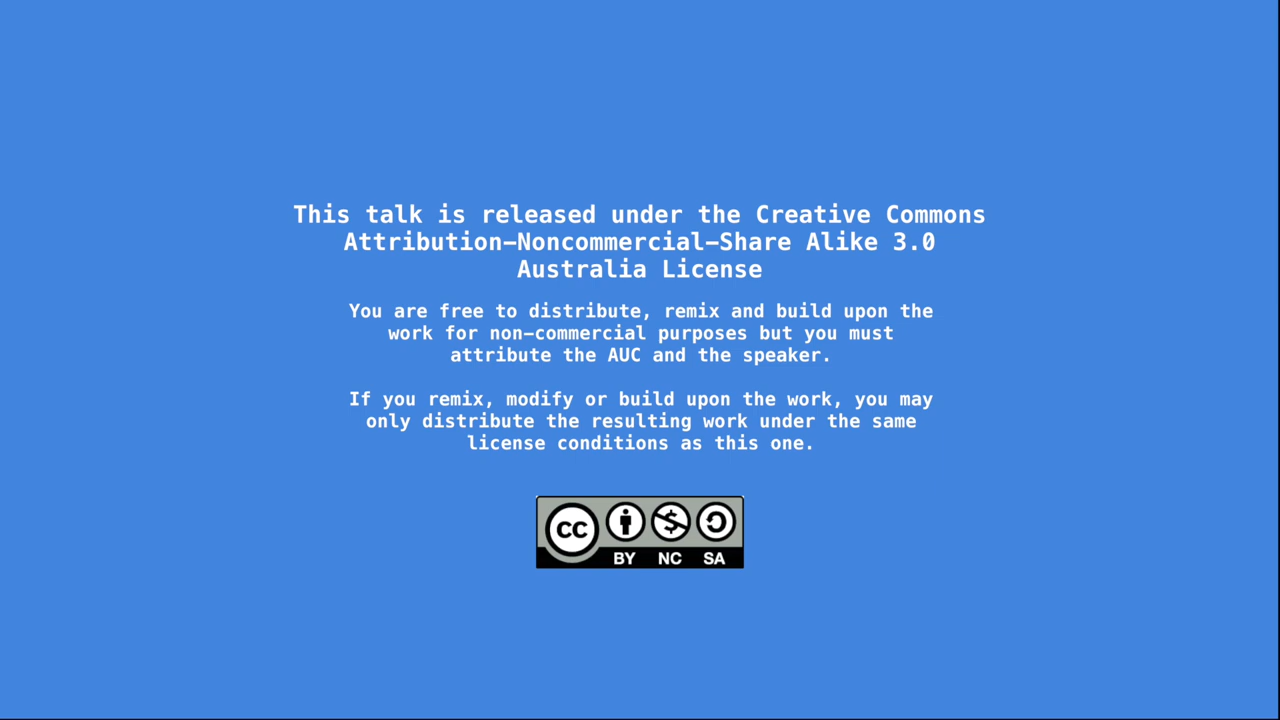 This talk is released under the Creative Commons
Attribution-Noncommercial-Share Alike 3.0
Australia License
You are free to distribute, remix and build upon the
work for non-commercial purposes but you must
attribute the AUC and the speaker.
If you remix, modify or build upon the work, you may
only distribute the resulting work under the same
license conditions as this one.
CC
BY NC SA